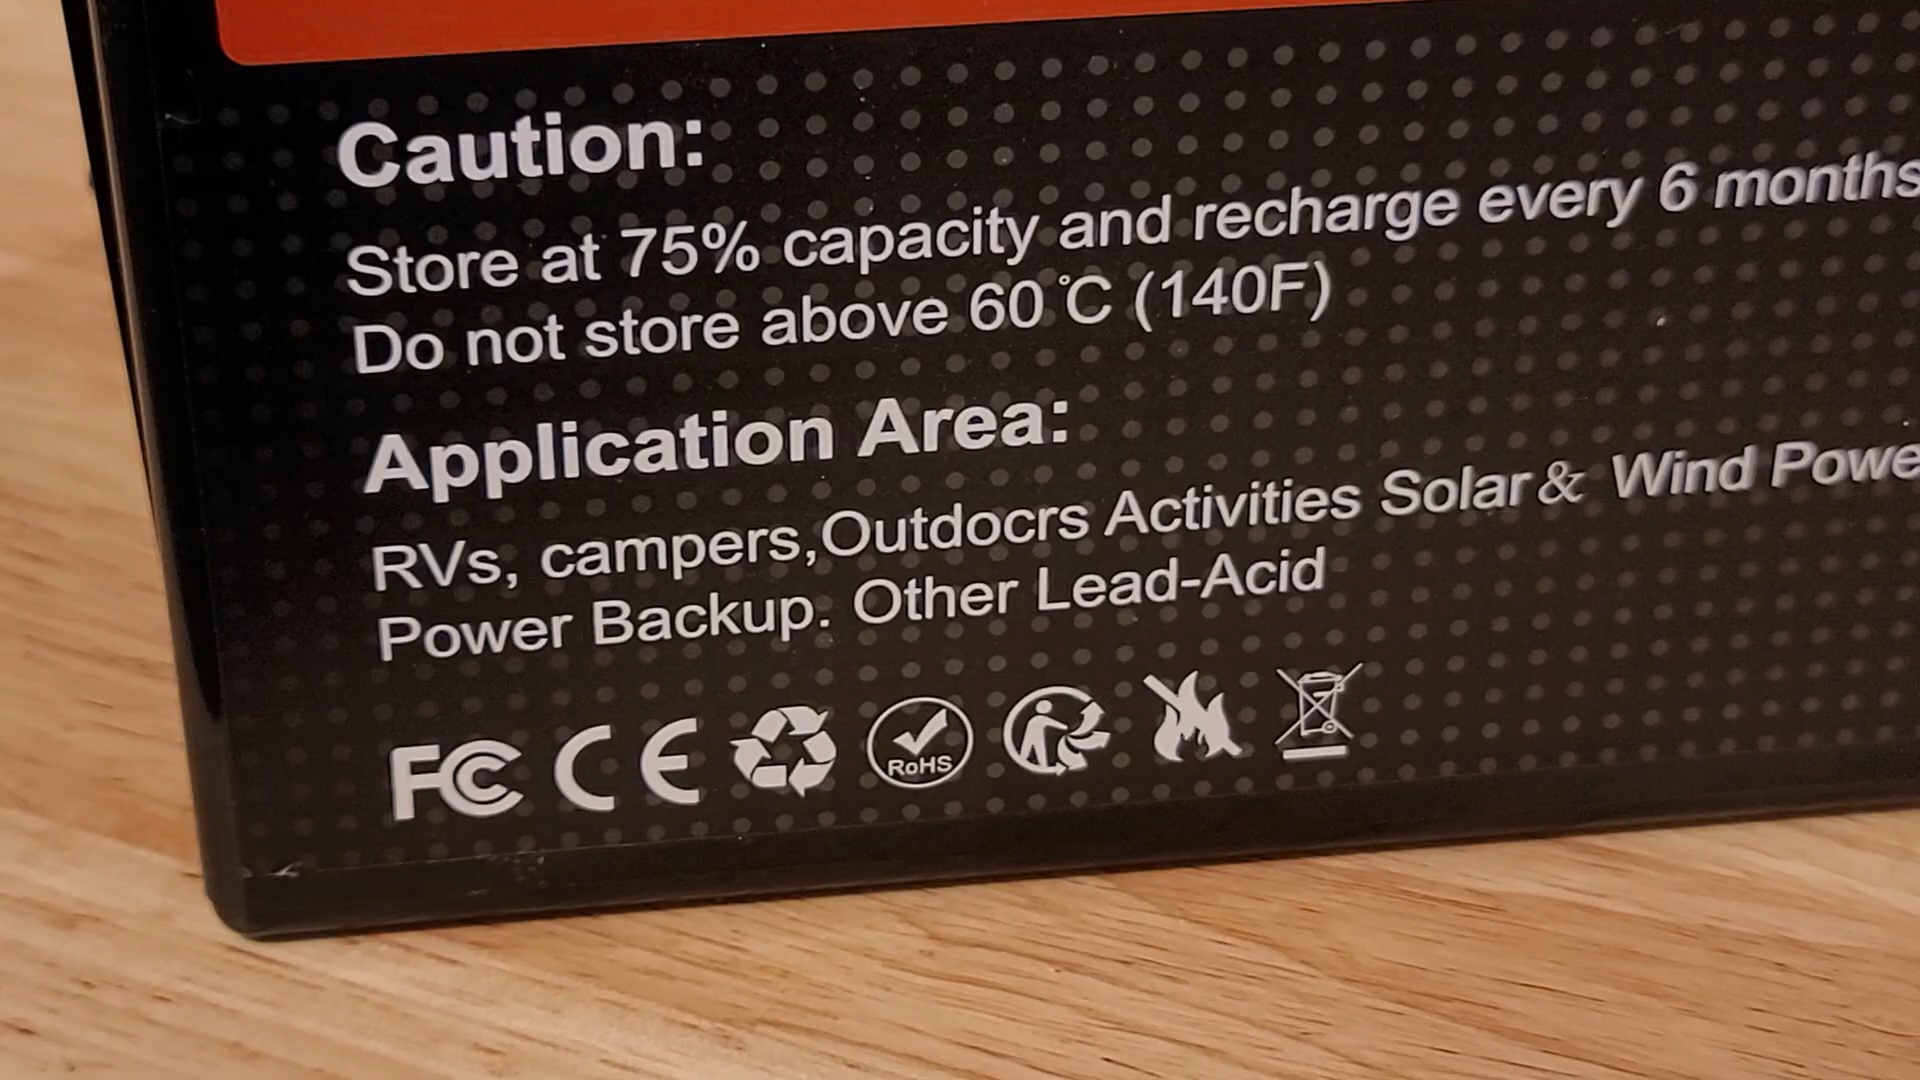 Caution:
Store at 75% capacity and recharge every 6 months
Do not store above 60℃ (140F)
Application Area:
RVs, campers,Outdocrs Activities Solar& Wind Powe
Power Backup. Other Lead-Acid
FC CE RoHS